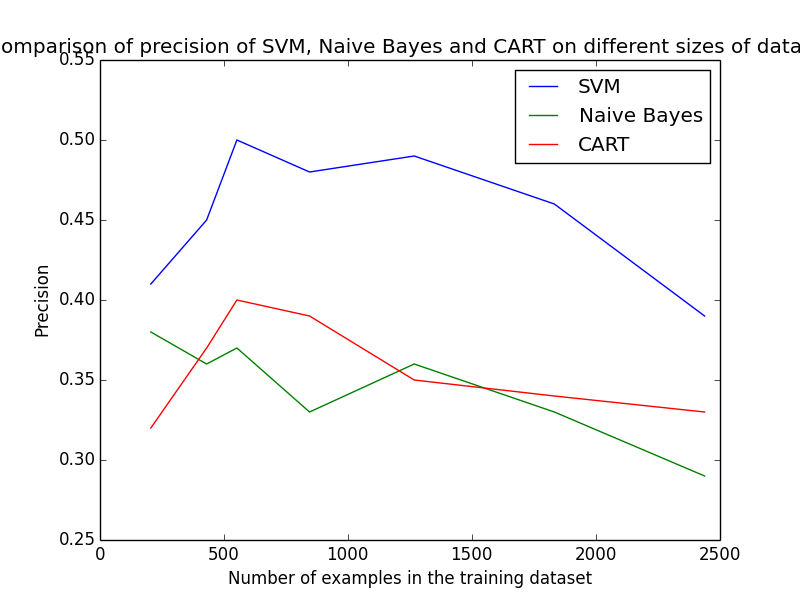 omparison of precision of SVM, Naive Bayes and CART on different sizes of data
0.55
0.50
0.45
0.40
0.35
0.30
0.25
Precision
SVM
Naive Bayes
CART
0 500 1000 1500 2000 2500
Number of examples in the training dataset